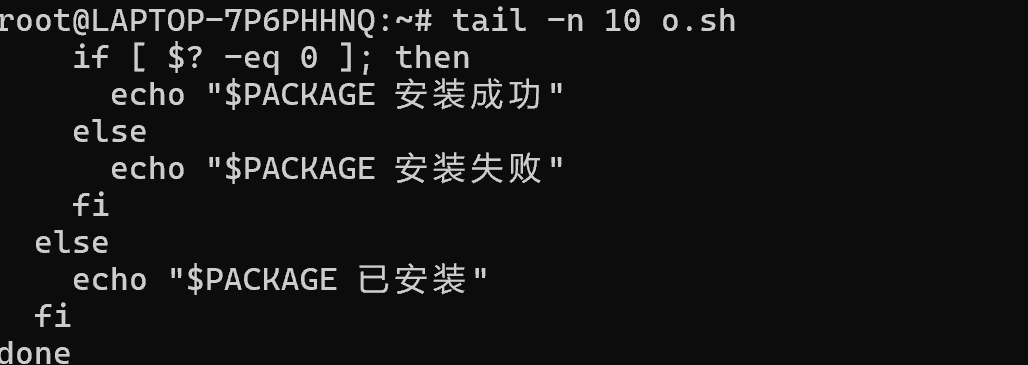 root@LAPTOP-7P6PHHNQ:~# tail -n 10 o.sh
    if [ $? -eq 0 ]; then
      echo "$PACKAGE 安装成功"
    else
      echo "$PACKAGE 安装失败"
    fi
  else
    echo "$PACKAGE 已安装"
  fi
done